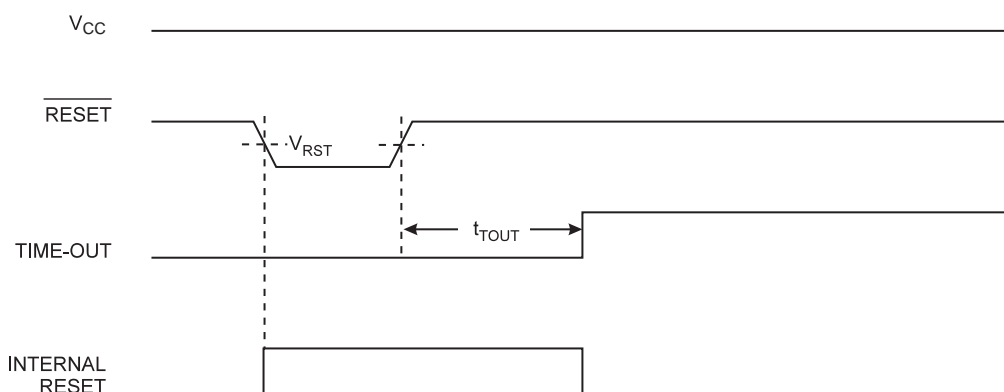 VCC
RESET
VRST
tTOUT
TIME-OUT
INTERNAL
RESET